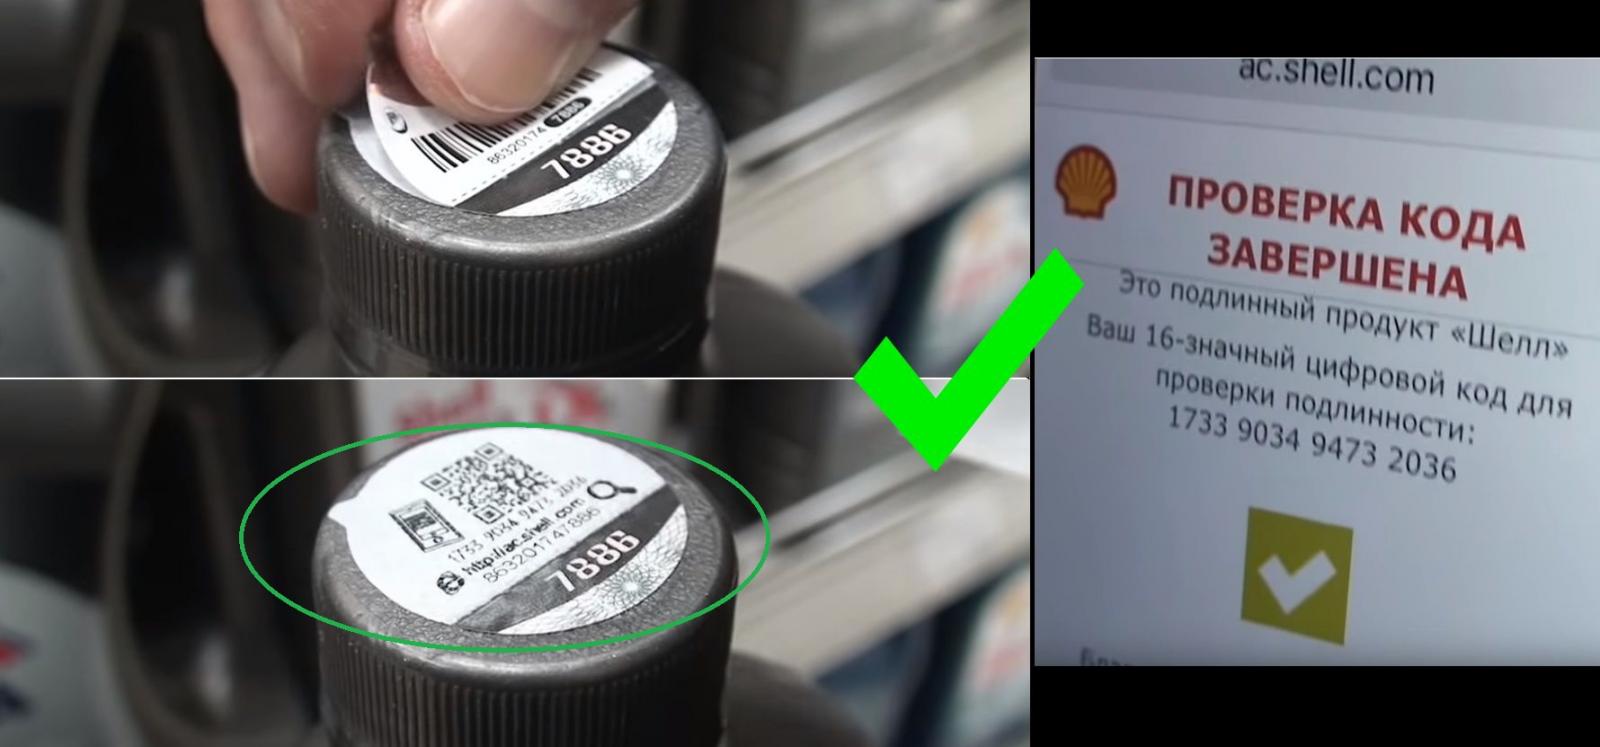 86320174 7886
7886
1733 9034 9473 2036
http://ac.shell.com
863201747886
7886
ac.shell.com
ПРОВЕРКА КОДА
ЗАВЕРШЕНА
Это подлинный продукт «Шелл»
Ваш 16-значный цифровой код для
проверки подлинности:
1733 9034 9473 2036